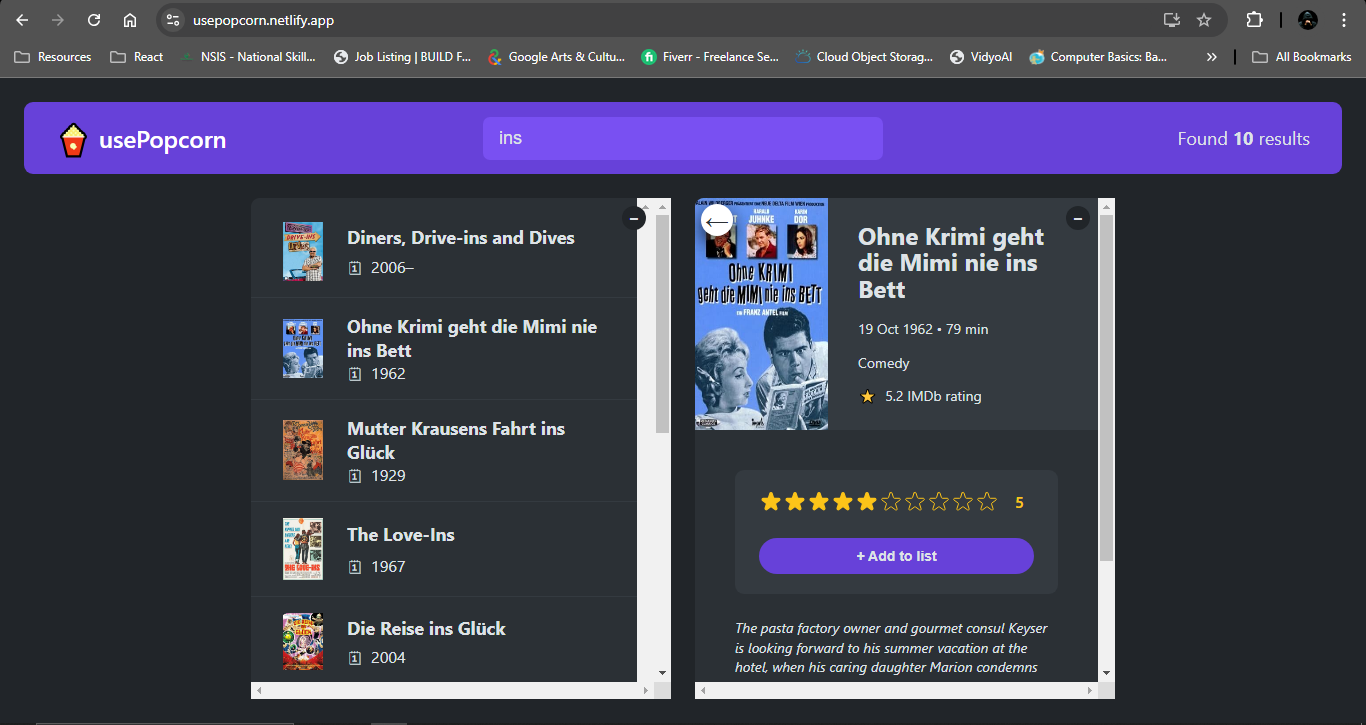 usepopcorn.netlify.app
Resources
React
NSIS - National Skill...
Job Listing | BUILD F...
Google Arts & Cultu...
Fiverr - Freelance Se...
Cloud Object Storag...
VidyoAI
Computer Basics: Ba...
»
All Bookmarks
usePopcorn
ins
Found 10 results
Diners, Drive-ins and Dives
2006–
Ohne Krimi geht die Mimi nie
ins Bett
1962
Mutter Krausens Fahrt ins
Glück
1929
The Love-Ins
1967
Die Reise ins Glück
2004
HARALD
JUHNKE
KARIN
DOR
Ohne KRIMI
geht die MIMI nie ins BETT
EIN FRANZ ANTEL FILM
Ohne Krimi geht
die Mimi nie ins
Bett
19 Oct 1962 • 79 min
Comedy
5.2 IMDb rating
5
+ Add to list
The pasta factory owner and gourmet consul Keyser
is looking forward to his summer vacation at the
hotel, when his caring daughter Marion condemns